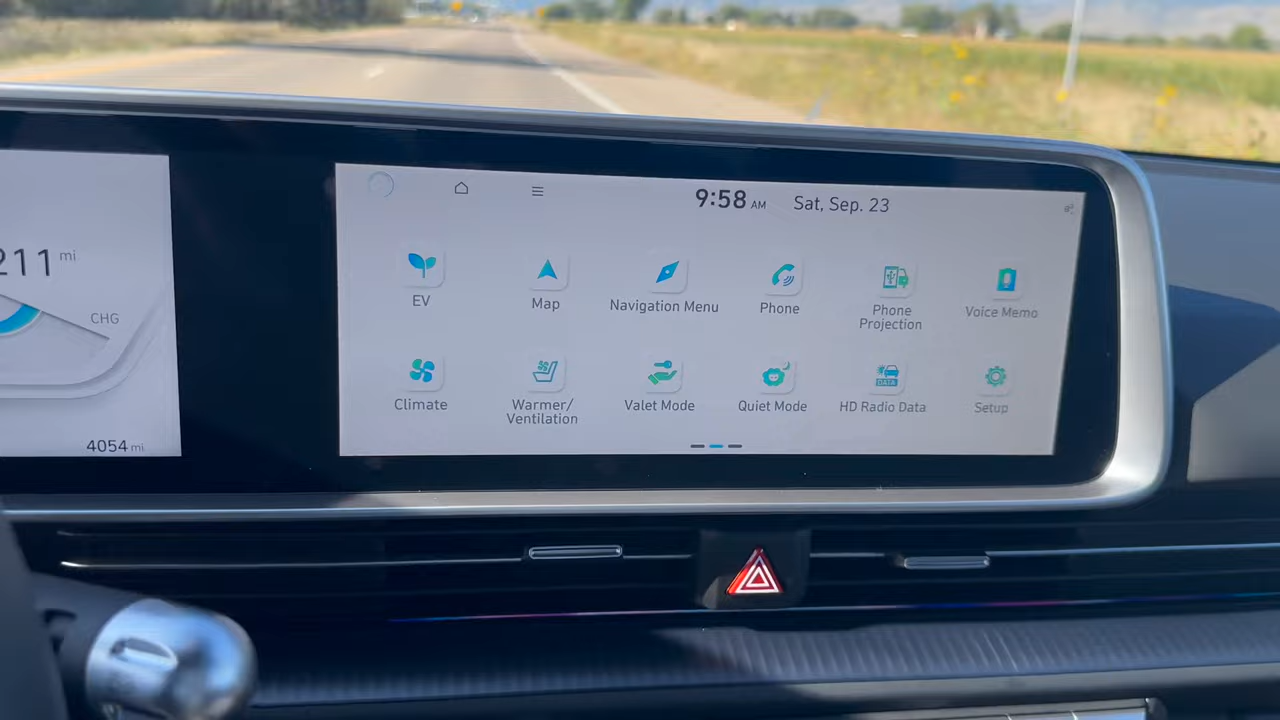 9:58 AM Sat, Sep. 23
211 mi
CHG
4054 mi
EV
Map
Navigation Menu
Phone
Phone
Projection
Voice Memo
Climate
Warmer/
Ventilation
Valet Mode
Quiet Mode
HD Radio Data
DATA
Setup